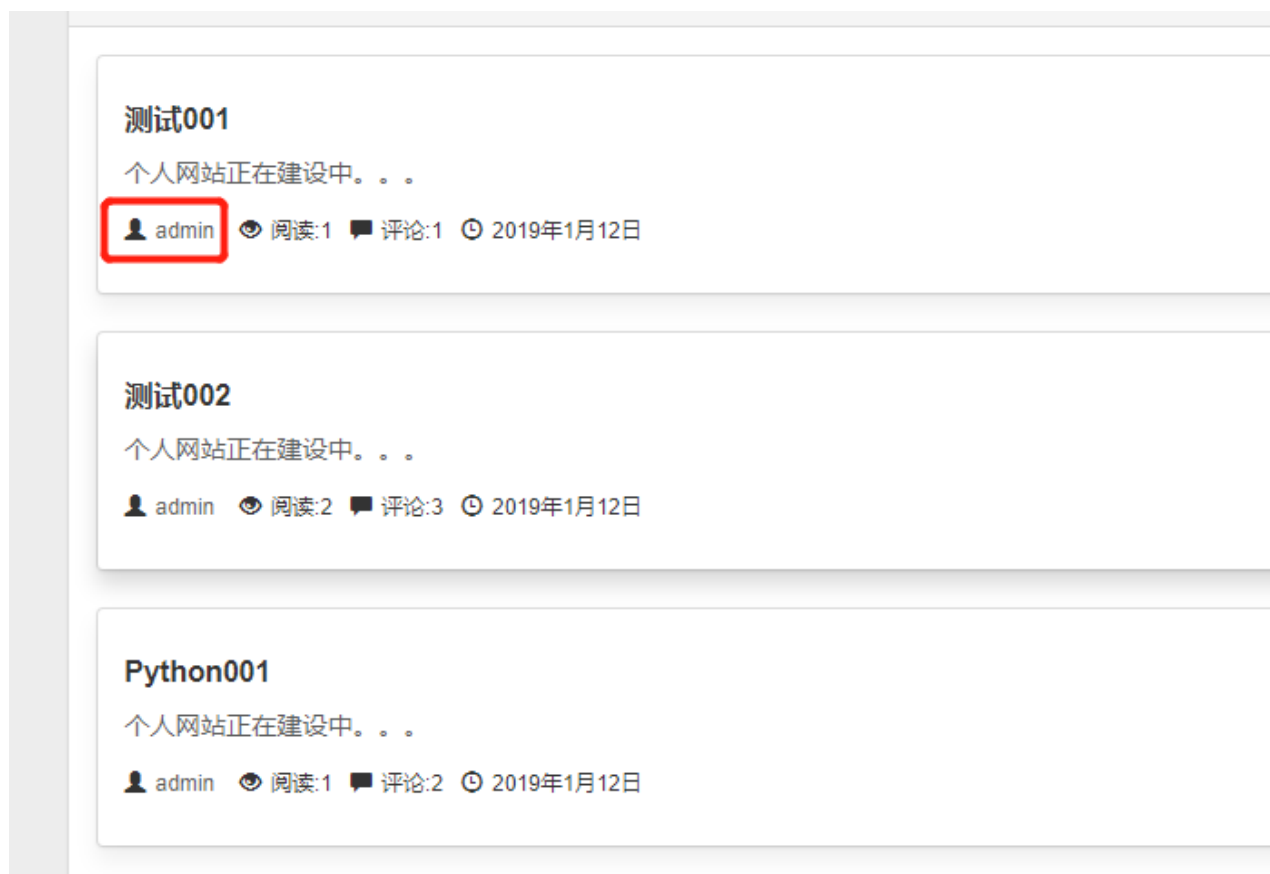 测试001
个人网站正在建设中。。。
admin 阅读:1 评论:1 2019年1月12日
测试002
个人网站正在建设中。。。
admin 阅读:2 评论:3 2019年1月12日
Python001
个人网站正在建设中。。。
admin 阅读:1 评论:2 2019年1月12日